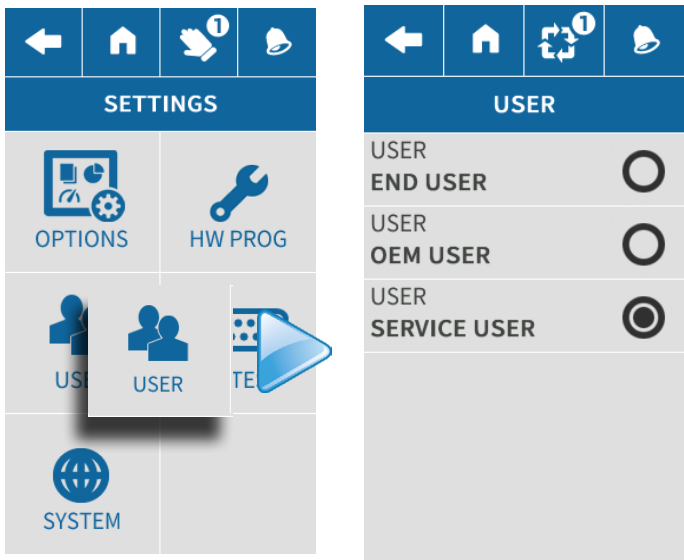 1
SETTINGS
OPTIONS
HW PROG
USER
SYSTEM
1
USER
USER
END USER
USER
OEM USER
USER
SERVICE USER